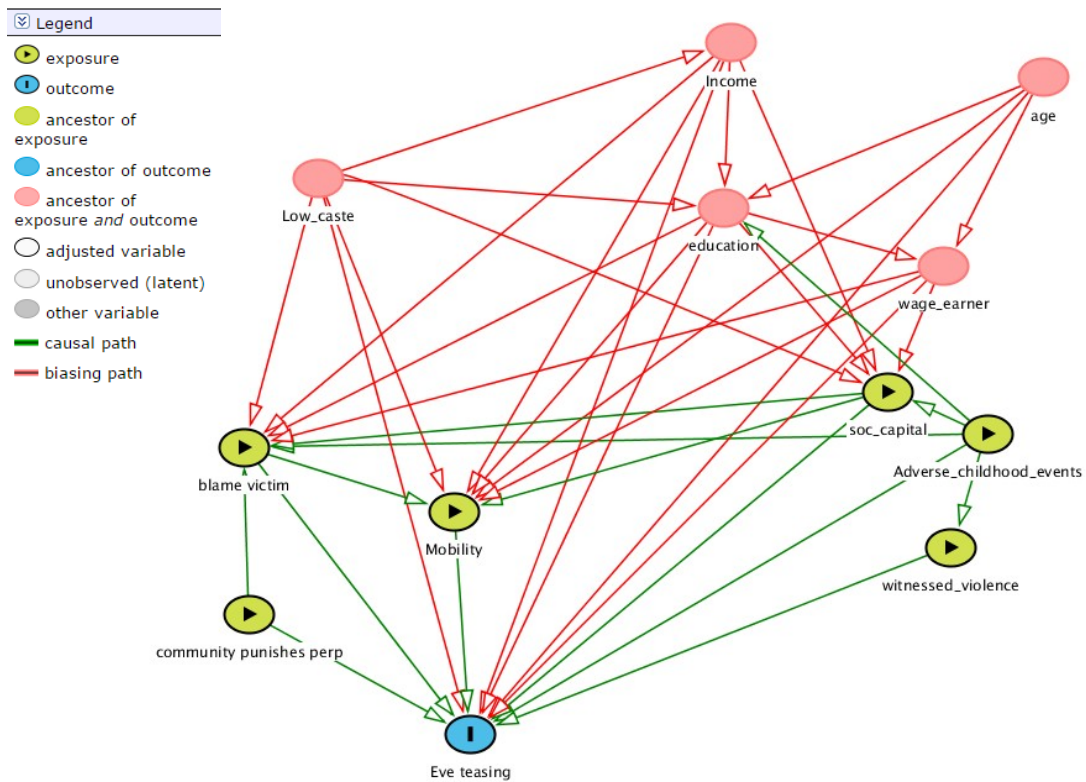 Legend
exposure
outcome
ancestor of
exposure
ancestor of outcome
ancestor of
exposure and outcome
adjusted variable
unobserved (latent)
other variable
causal path
biasing path
Income
age
Low_caste
education
wage_earner
soc_capital
Adverse_childhood_events
blame victim
Mobility
witnessed_violence
community punishes perp
Eve teasing